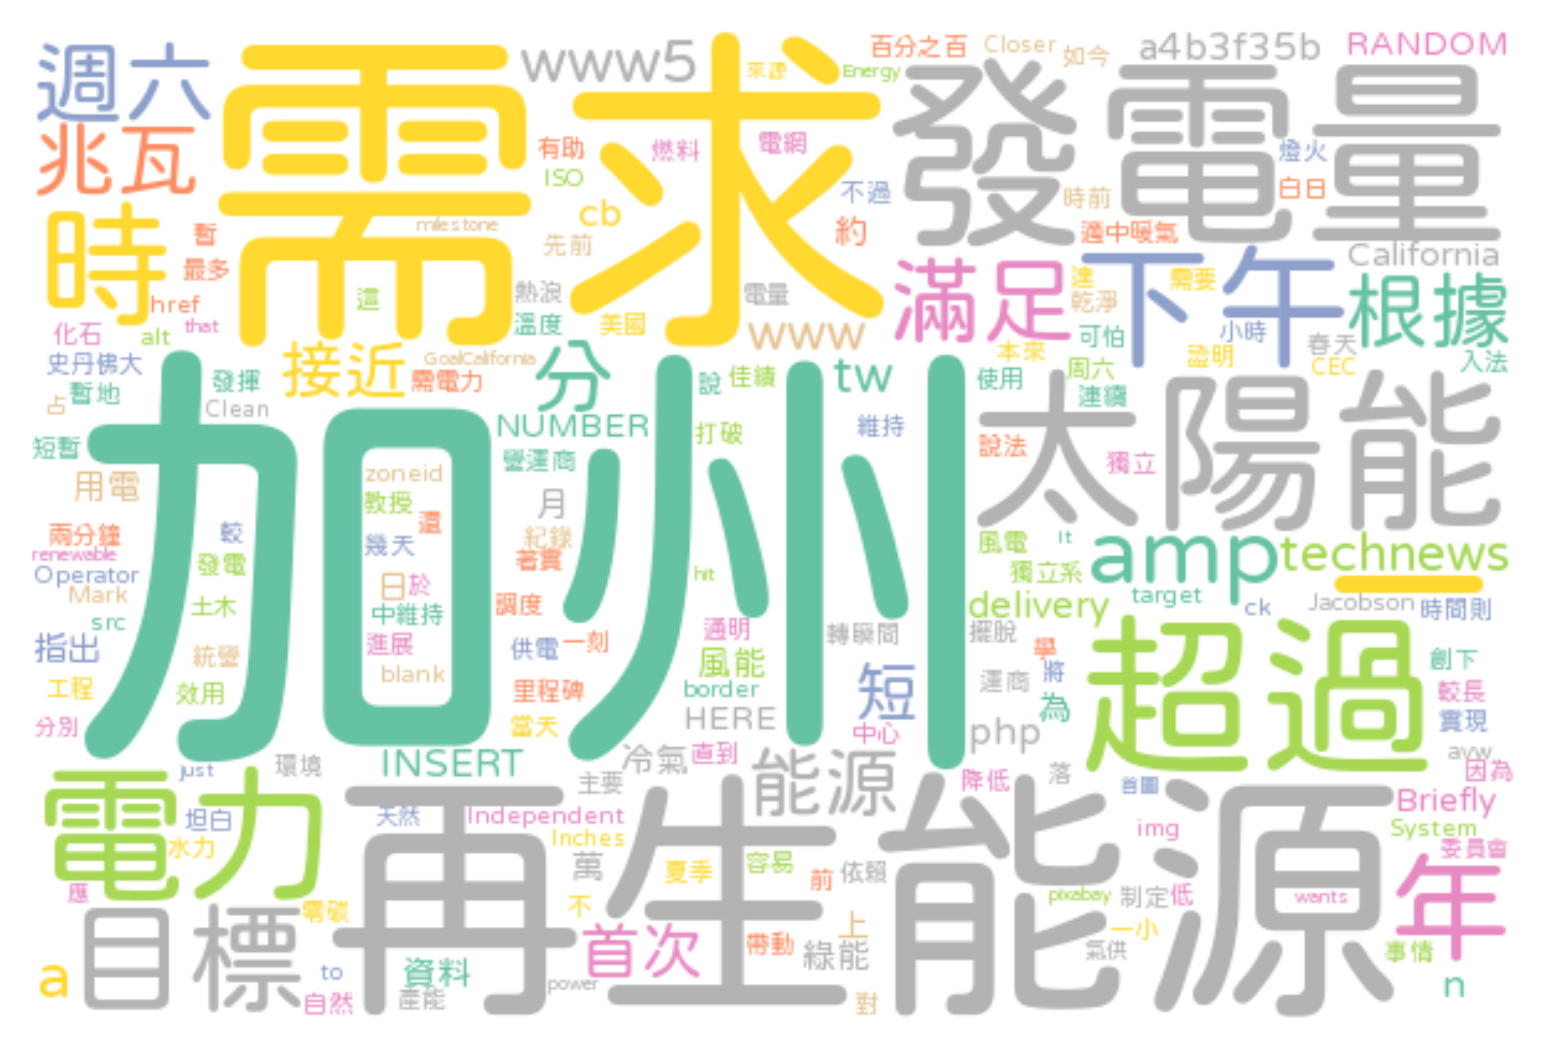 週六
需求
www5
來源
Energy
百分之百
Closer
如今
a4b3f35b
RANDOM
兆瓦
有助
ISO
燃料
電網
不過
發電量
時前
燈火
白日
時
暫
最多
href
milestone
cb
先前
約
適中暖氣
California
化石
alt
that
這
熱浪
溫度
美國
電量
www
滿足
達
乾淨
可怕
需要
下午
小時
根據
史丹佛大
暫地
占
發揮
Clean
接近
GoalCalifornia
需電力
分
說
佳績
tw
本來
使用
周六
連續
春天
CEC
入法
短暫
加州
NUMBER
打破
維持
說法
獨立
太陽能
用電
zoneid
教授
還
幾天
月
紀錄
著實
兩分鐘
renewable
Operator
Mark
src
較
發電
土木
日
於
中維持
進展
blank
調度
hit
風電
It
獨立系
amp
technews
一
delivery
target
ck
Jacobson
時間則
指出
工程
分別
效用
供電
一刻
里程碑
當天
通明
風能
border
HERE
轉瞬間
短
中心
擺脫
學
將
為
運商
php
超過
創下
較長
實現
因為
INSERT
just
環境
冷氣
直到
主要
能源
降低
落
首圖
Briefly
System
委員會
電力
坦白
水力
應
天然
Independent
Inches
萬
再生能源
夏季
容易
前
依賴
img
pixabay
制定
低
wants
年
目標
零碳
不
首次
帶動
上
綠能
一小
氣供
事情
a
to
自然
資料
產能
power
對
n